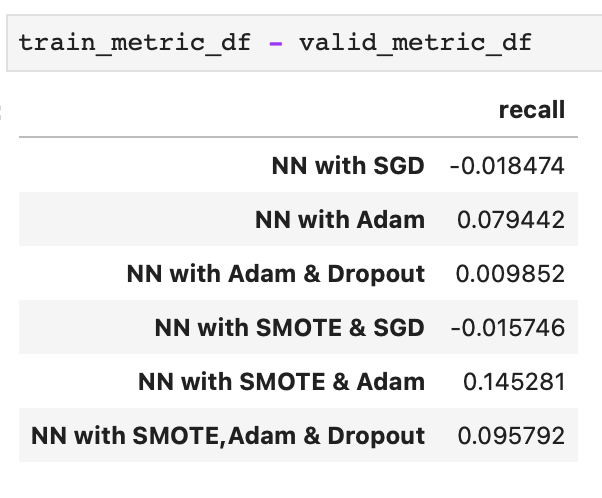 train_metric_df - valid_metric_df
recall
NN with SGD -0.018474
NN with Adam 0.079442
NN with Adam & Dropout 0.009852
NN with SMOTE & SGD -0.015746
NN with SMOTE & Adam 0.145281
NN with SMOTE,Adam & Dropout 0.095792